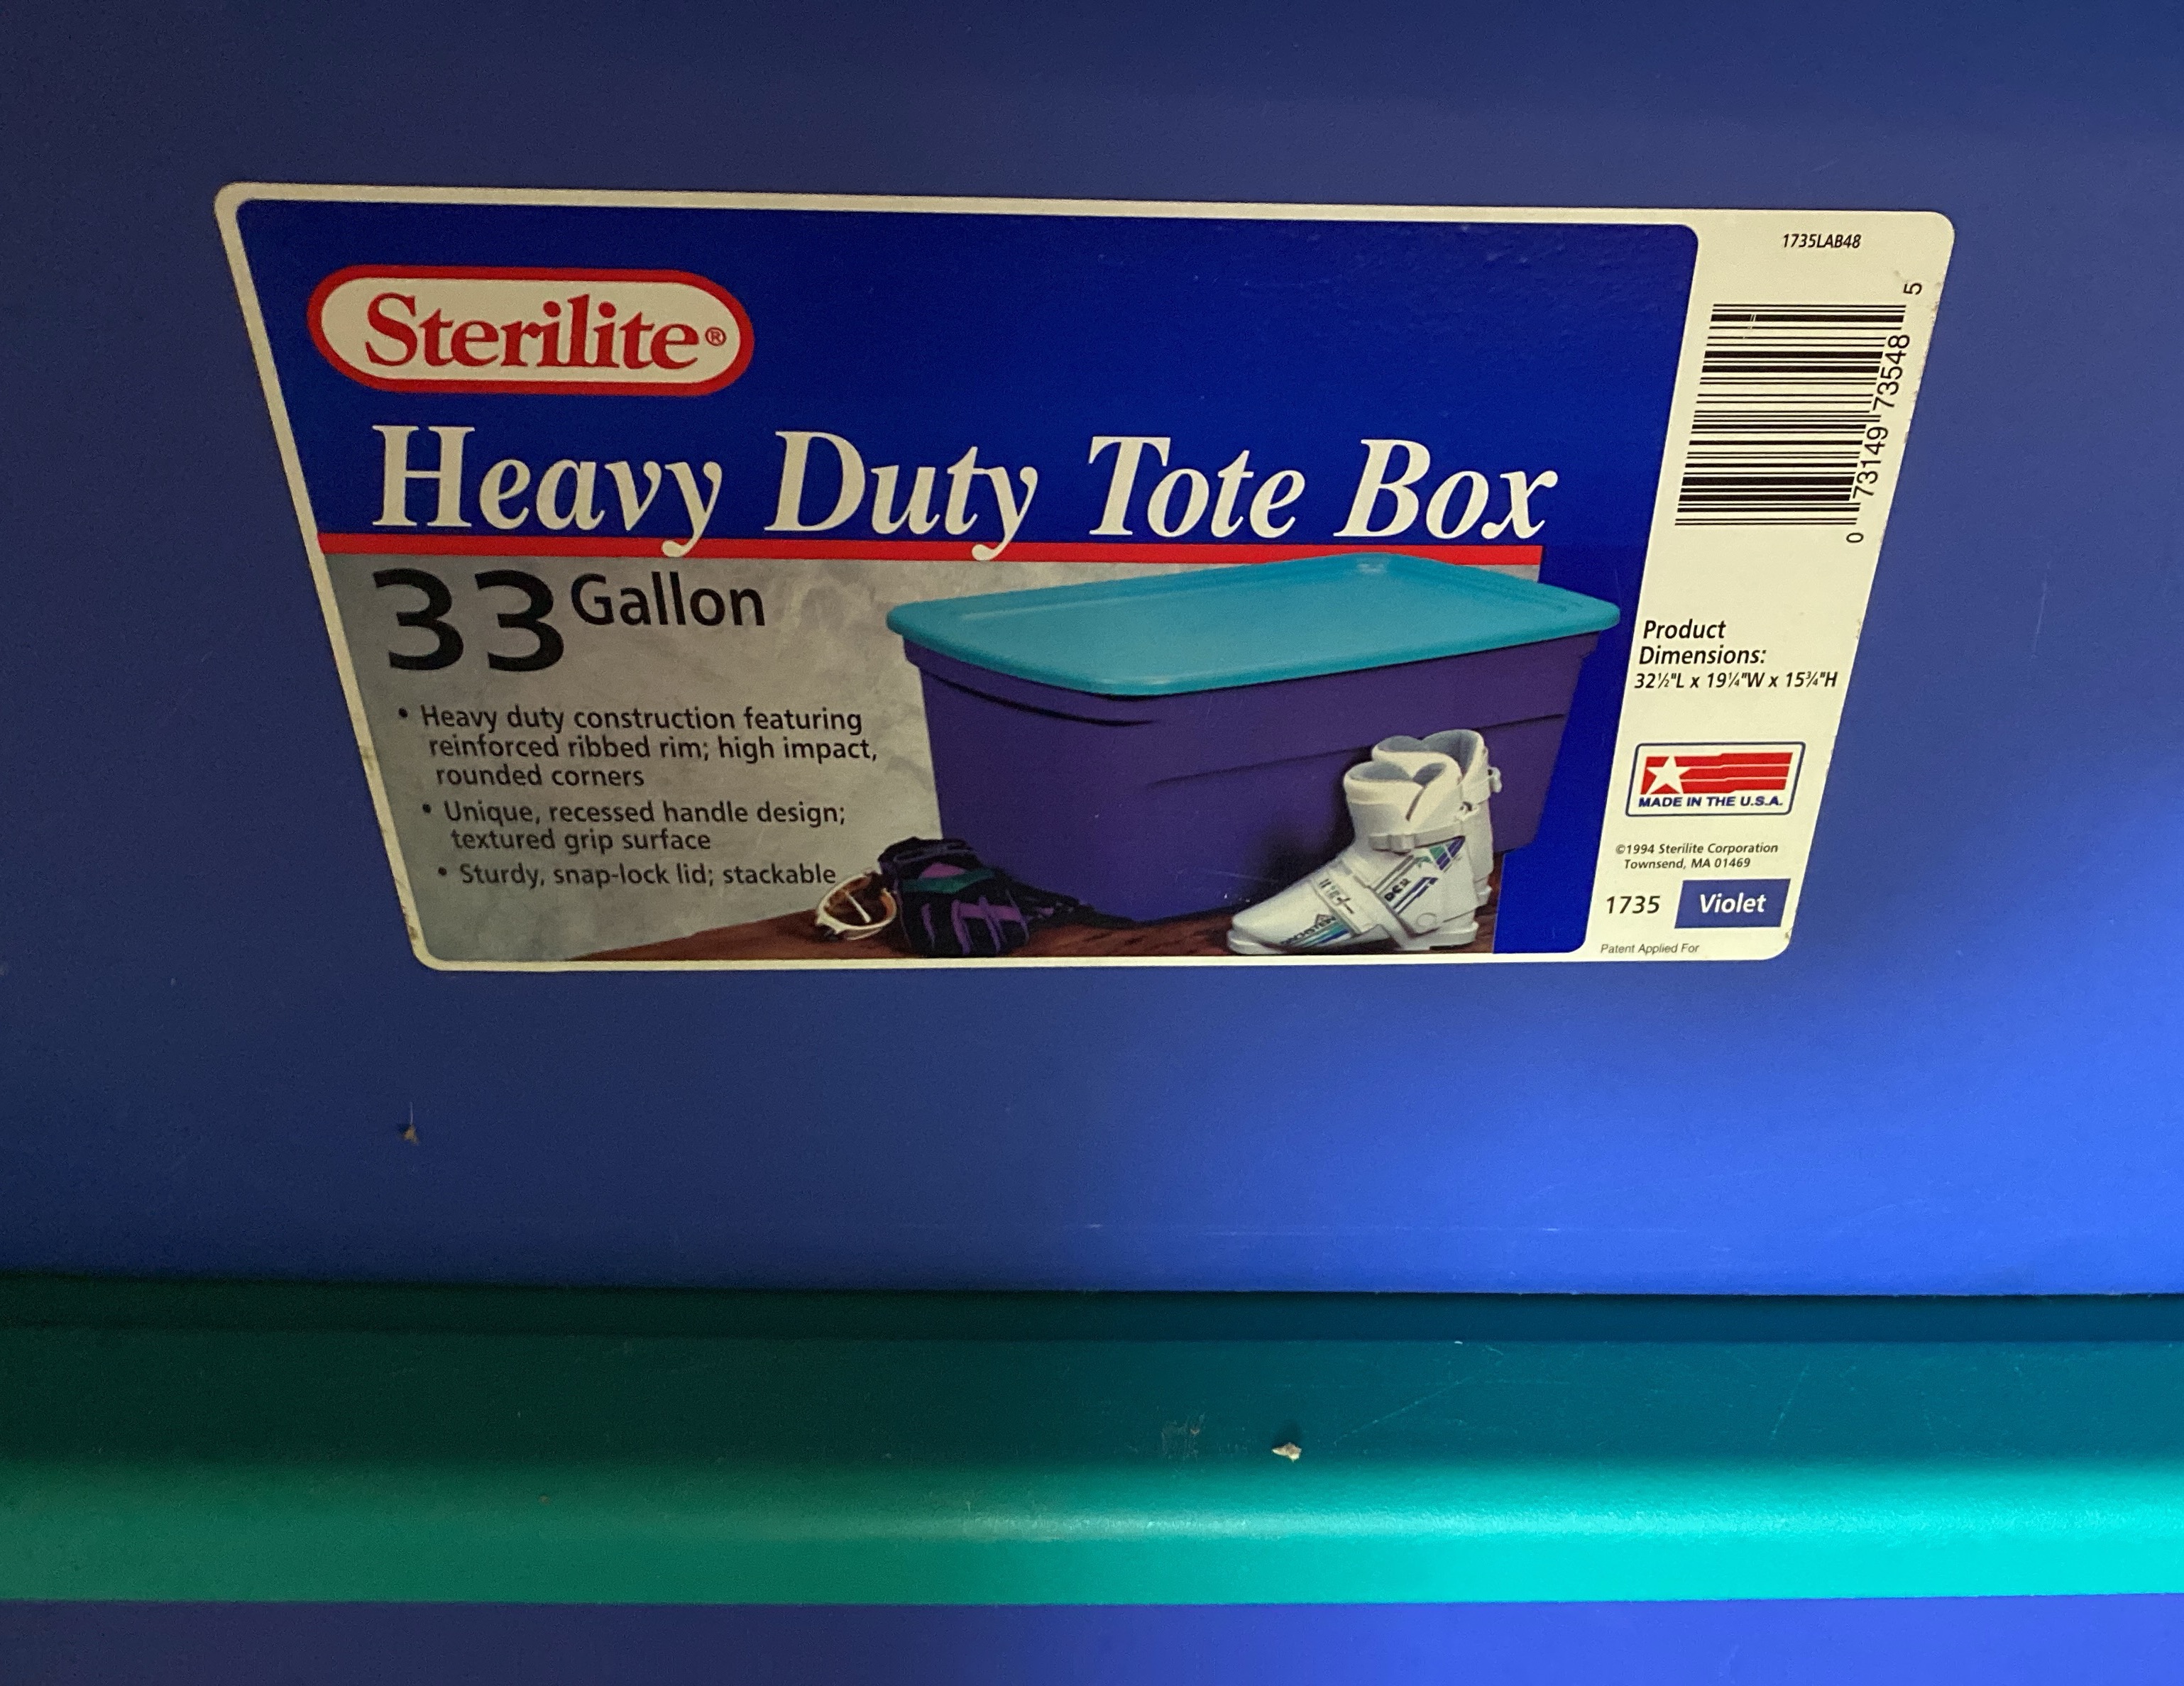 Sterilite®
Heavy Duty Tote Box
33 Gallon
• Heavy duty construction featuring
reinforced ribbed rim; high impact,
rounded corners
• Unique, recessed handle design;
textured grip surface
• Sturdy, snap-lock lid; stackable
1735LAB48
0 73149 73548 5
Product
Dimensions:
32½"L x 19¼"W x 15¾"H
MADE IN THE U.S.A.
©1994 Sterilite Corporation
Townsend, MA 01469
1735 Violet
Patent Applied For